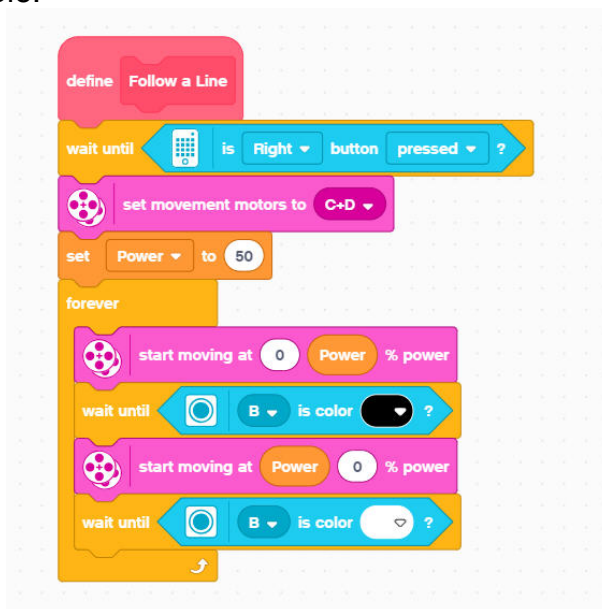 define Follow a Line
wait until is Right button pressed ?
set movement motors to C+D
set Power to 50
forever
start moving at 0 Power % power
wait until B is color ?
start moving at Power 0 % power
wait until B is color ?